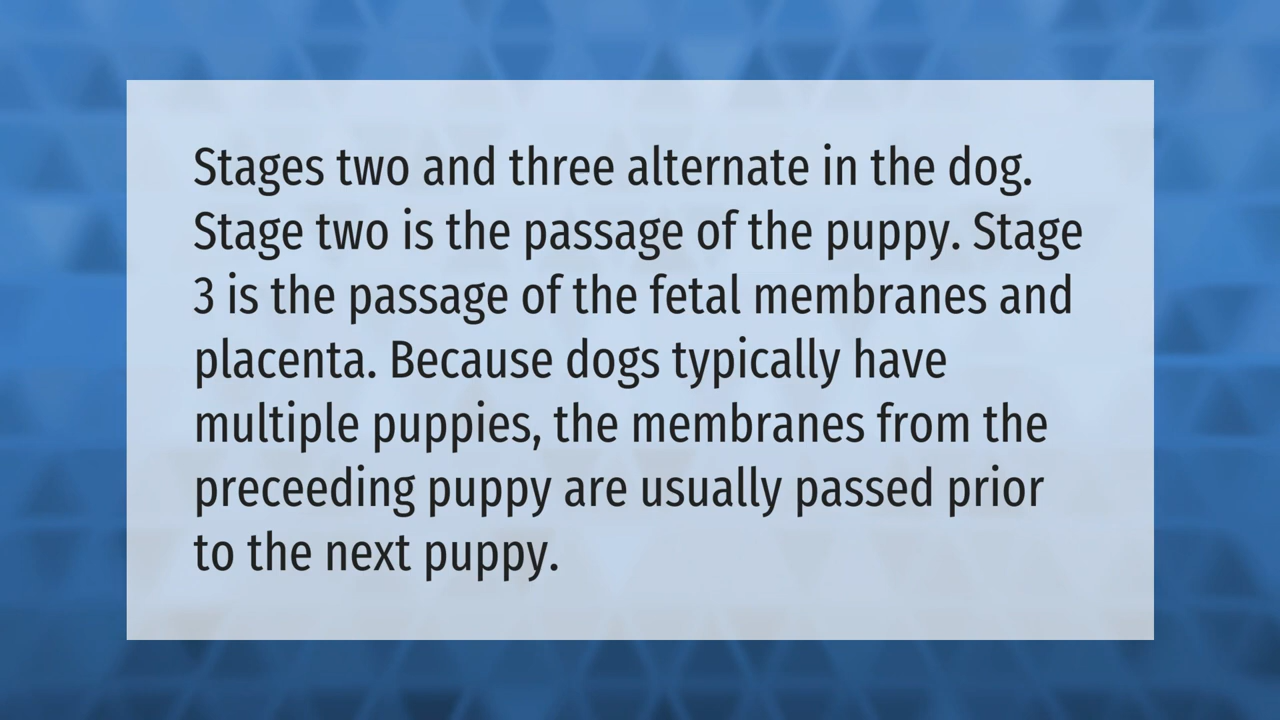 Stages two and three alternate in the dog.
Stage two is the passage of the puppy. Stage
3 is the passage of the fetal membranes and
placenta. Because dogs typically have
multiple puppies, the membranes from the
preceeding puppy are usually passed prior
to the next puppy.